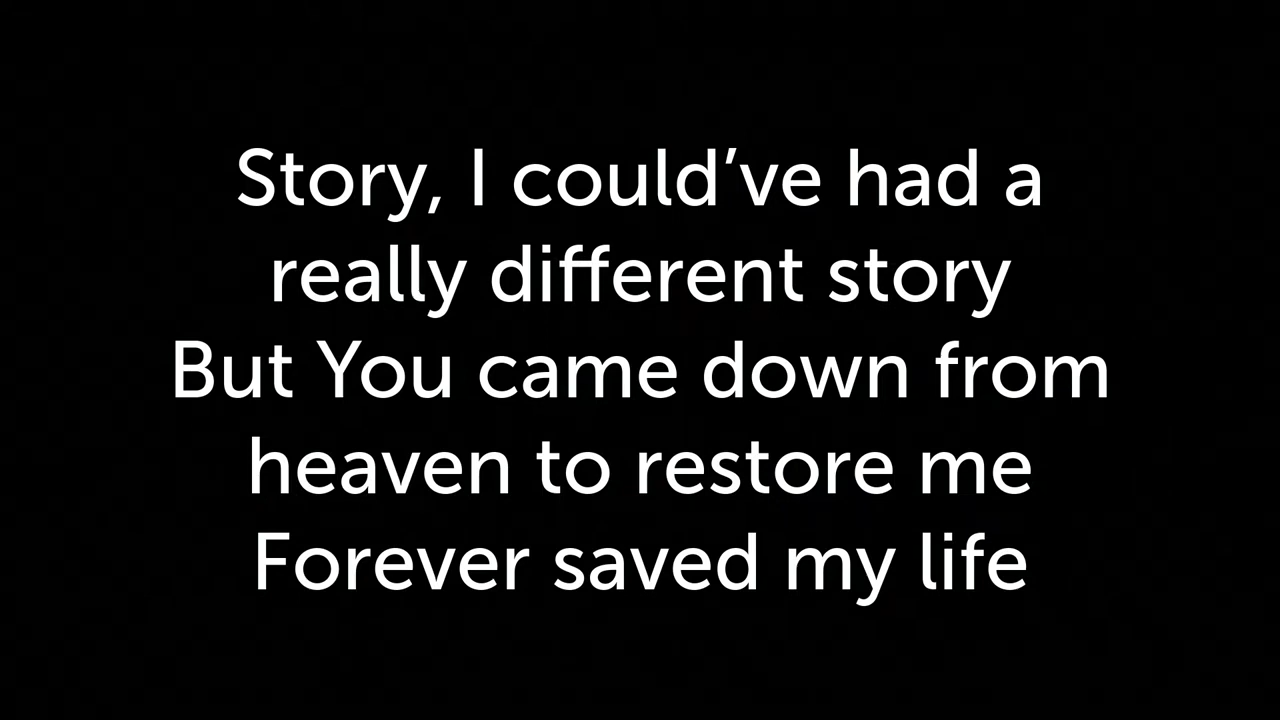 Story, I could’ve had a
really different story
But You came down from
heaven to restore me
Forever saved my life